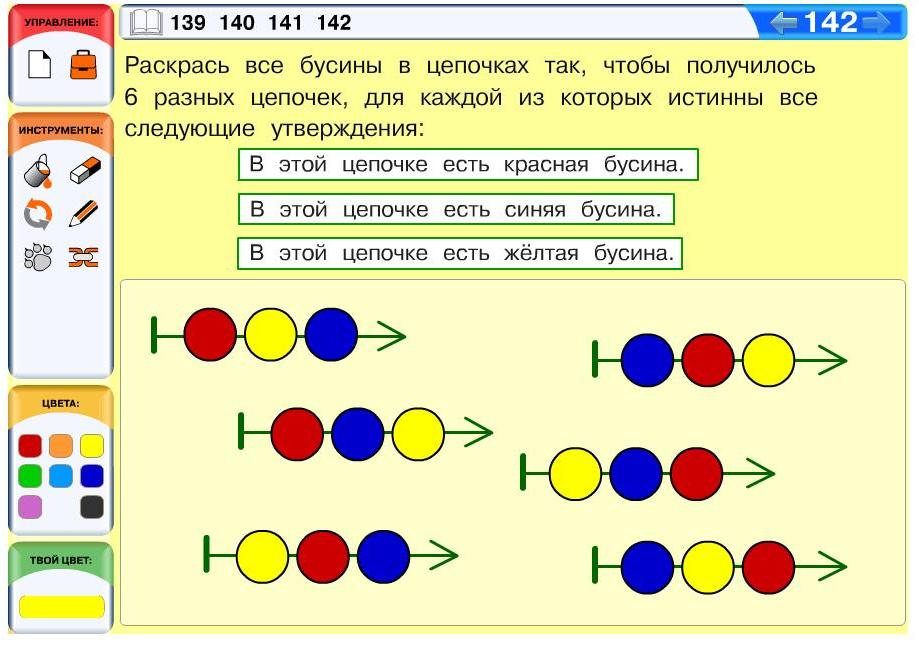 УПРАВЛЕНИЕ:
139 140 141 142
142
Раскрась все бусины в цепочках так, чтобы получилось
6 разных цепочек, для каждой из которых истинны все
следующие утверждения:
ИНСТРУМЕНТЫ:
В этой цепочке есть красная бусина.
В этой цепочке есть синяя бусина.
В этой цепочке есть жёлтая бусина.
ЦВЕТА:
ТВОЙ ЦВЕТ: